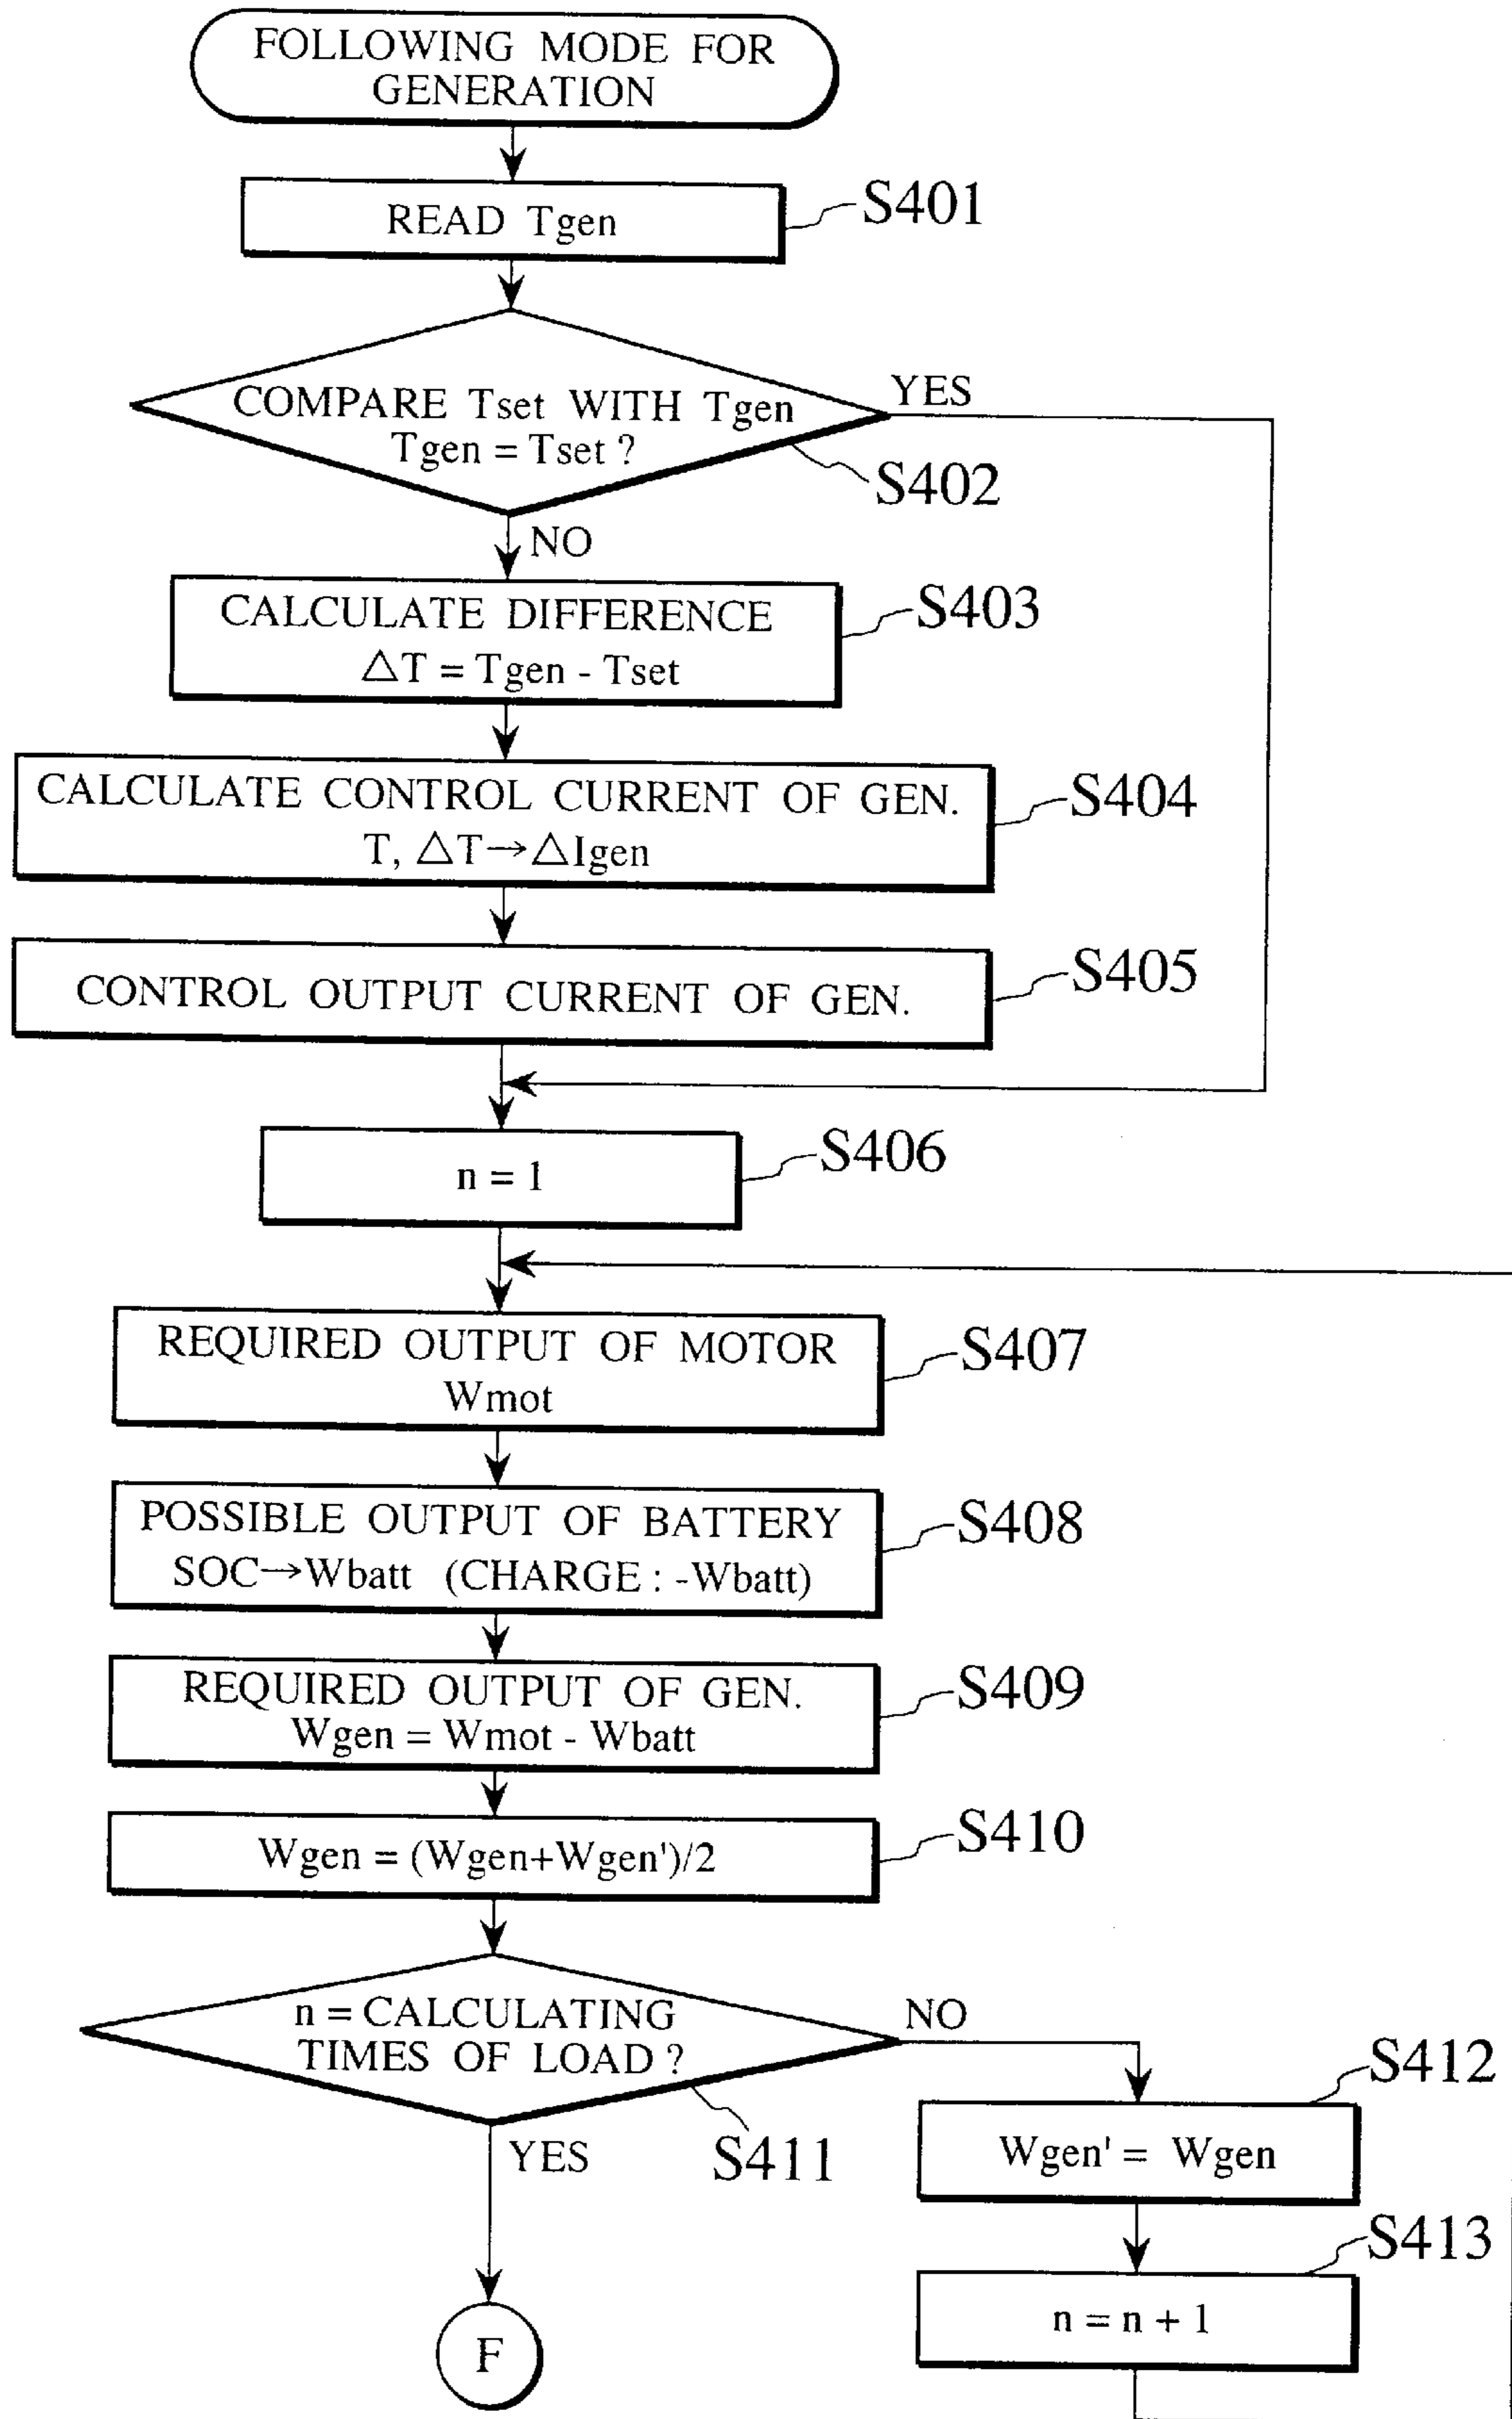 FOLLOWING MODE FOR
GENERATION
READ Tgen
S401
COMPARE Tset WITH Tgen
Tgen = Tset ?
YES
S402
NO
CALCULATE DIFFERENCE
△T = Tgen - Tset
S403
CALCULATE CONTROL CURRENT OF GEN.
T, △T→△Igen
S404
CONTROL OUTPUT CURRENT OF GEN.
S405
n = 1
S406
REQUIRED OUTPUT OF MOTOR
Wmot
S407
POSSIBLE OUTPUT OF BATTERY
SOC→Wbatt (CHARGE : -Wbatt)
S408
REQUIRED OUTPUT OF GEN.
Wgen = Wmot - Wbatt
S409
Wgen = (Wgen+Wgen')/2
S410
n = CALCULATING
TIMES OF LOAD ?
NO
S411
YES
S412
Wgen' = Wgen
S413
n = n + 1
F